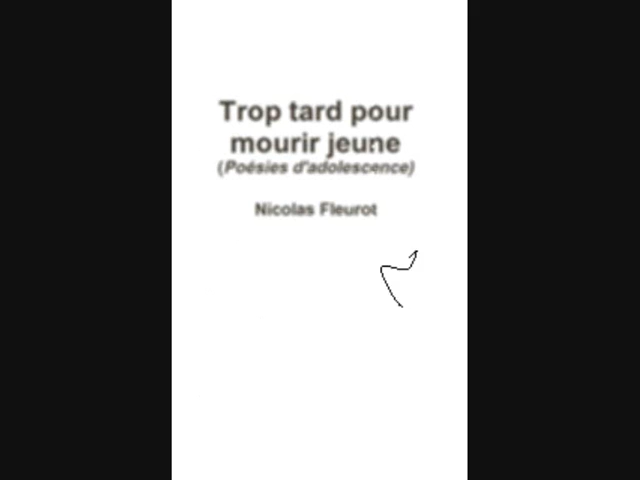 Trop tard pour
mourir jeune
(Poésies d'adolescence)
Nicolas Fleurot